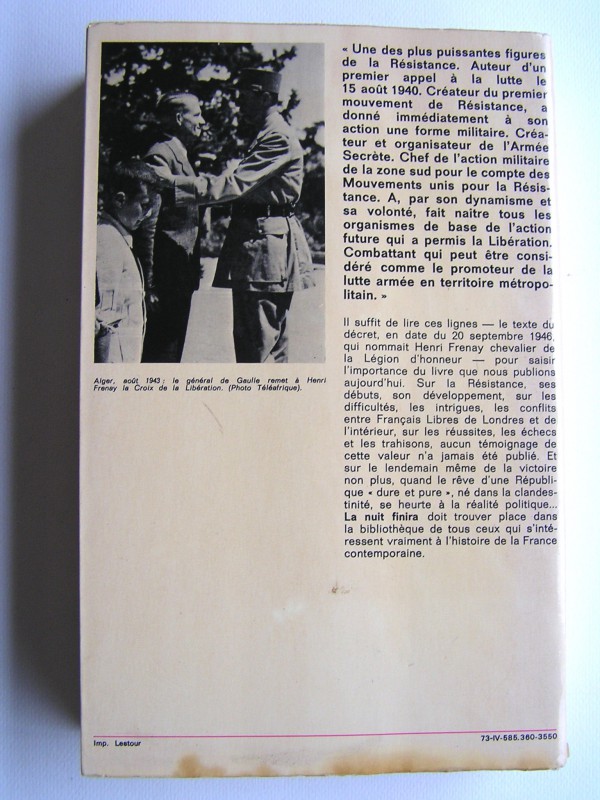 « Une des plus puissantes figures
de la Résistance. Auteur d'un
premier appel à la lutte le
15 août 1940. Créateur du premier
mouvement de Résistance, a
donné immédiatement à son
action une forme militaire. Créa-
teur et organisateur de l'Armée
Secrète. Chef de l'action militaire
de la zone sud pour le compte des
Mouvements unis pour la Résis-
tance. A, par son dynamisme et
sa volonté, fait naître tous les
organismes de base de l'action
future qui a permis la Libération.
Combattant qui peut être consi-
déré comme le promoteur de la
lutte armée en territoire métropo-
litain. »
Il suffit de lire ces lignes — le texte du
décret, en date du 20 septembre 1946,
qui nommait Henri Frenay chevalier de
la Légion d'honneur — pour saisir
l'importance du livre que nous publions
aujourd'hui. Sur la Résistance, ses
débuts, son développement, sur les
difficultés, les intrigues, les conflits
entre Français Libres de Londres et de
l'intérieur, sur les réussites, les échecs
et les trahisons, aucun témoignage de
cette valeur n'a jamais été publié. Et
sur le lendemain même de la victoire
non plus, quand le rêve d'une Républi-
que « dure et pure », né dans la clandes-
tinité, se heurte à la réalité politique...
La nuit finira doit trouver place dans
la bibliothèque de tous ceux qui s'inté-
ressent vraiment à l'histoire de la France
contemporaine.
Alger, août 1943 : le général de Gaulle remet à Henri
Frenay la Croix de la Libération. (Photo Téléafrique).
Imp. Lestour
73-IV-585.360-3550